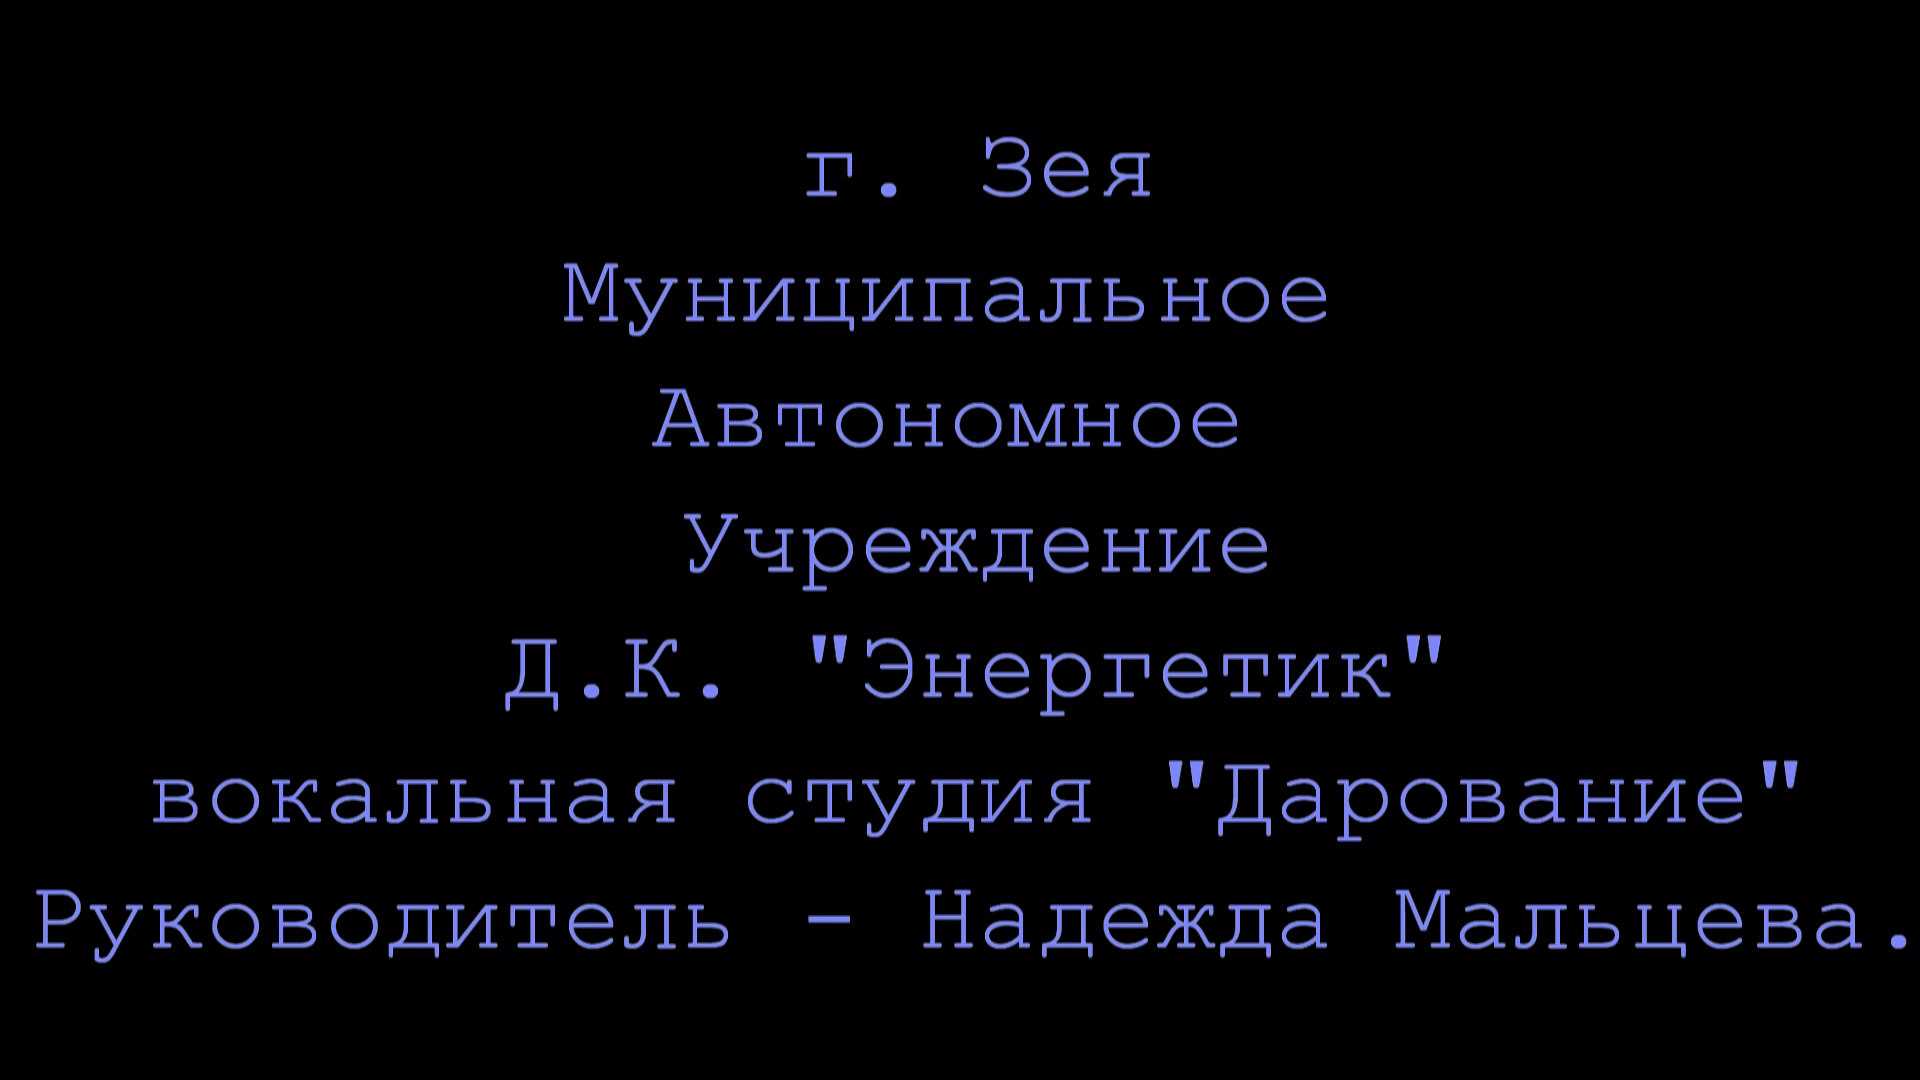 г. Зея
Муниципальное
Автономное
Учреждение
Д.К. "Энергетик"
вокальная студия "Дарование"
Руководитель - Надежда Мальцева.